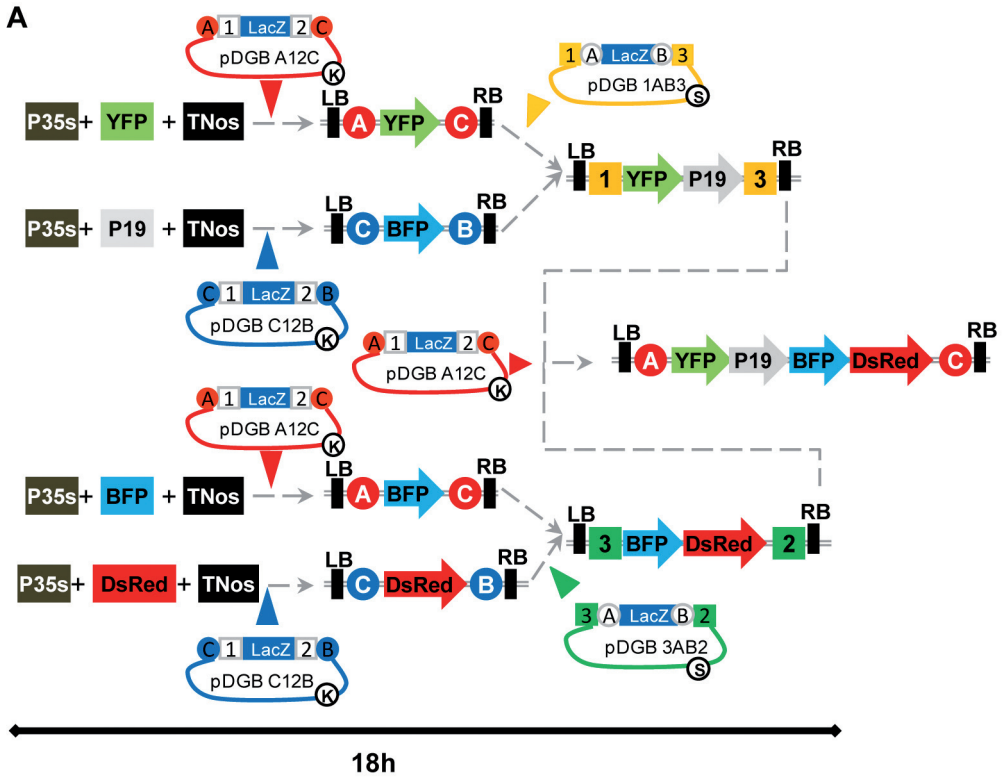 A
A 1 LacZ 2 C
pDGB A12C
K
1 A LacZ B 3
pDGB 1AB3
S
P35s + YFP + TNos
LB A YFP C RB
LB 1 YFP P19 3 RB
P35s + P19 + TNos
LB C BFP B RB
C 1 LacZ 2 B
pDGB C12B
K
A 1 LacZ 2 C
pDGB A12C
K
LB A YFP P19 BFP DsRed C RB
A 1 LacZ 2 C
pDGB A12C
K
P35s + BFP + TNos
LB A BFP C RB
LB 3 BFP DsRed 2 RB
P35s + DsRed + TNos
LB C DsRed B RB
3 A LacZ B 2
pDGB 3AB2
S
C 1 LacZ 2 B
pDGB C12B
K
18h